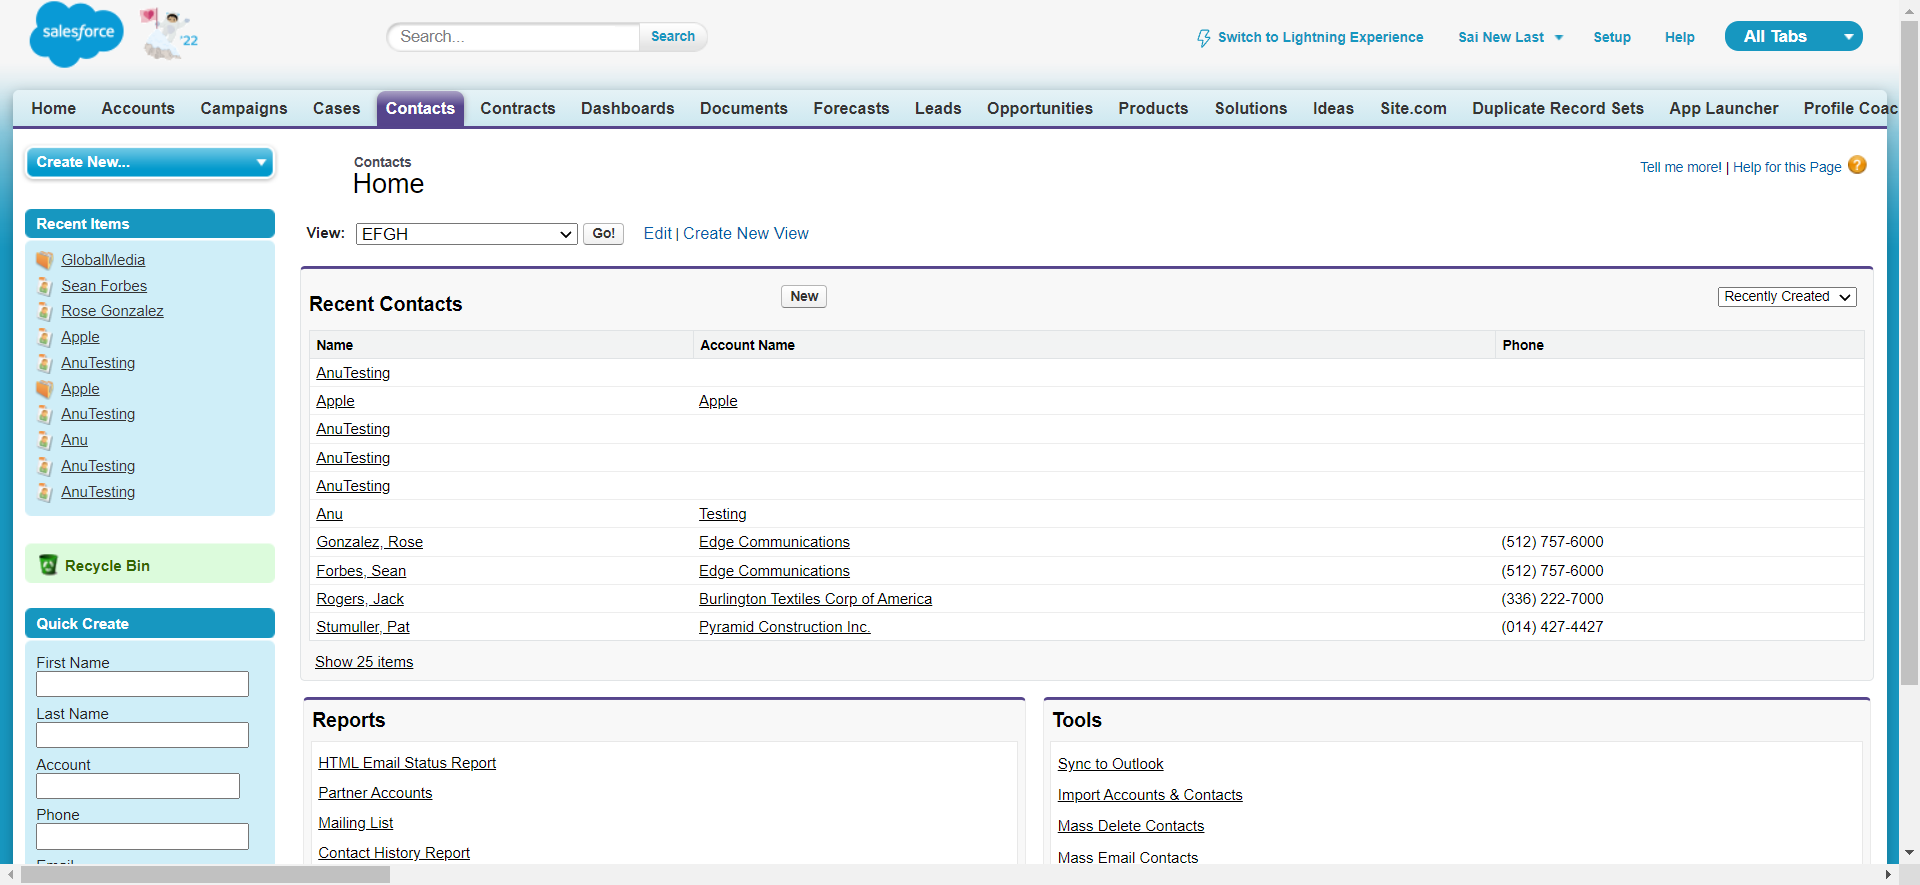 salesforce
'22
Search...
Search
Switch to Lightning Experience
Sai New Last
Setup
Help
All Tabs
Home Accounts Campaigns Cases Contacts Contracts Dashboards Documents Forecasts Leads Opportunities Products Solutions Ideas Site.com Duplicate Record Sets App Launcher Profile Coac
Create New...
Recent Items
GlobalMedia
Sean Forbes
Rose Gonzalez
Apple
AnuTesting
Apple
AnuTesting
Anu
AnuTesting
AnuTesting
Recycle Bin
Quick Create
First Name
Last Name
Account
Phone
Contacts
Home
Tell me more! | Help for this Page ?
View: EFGH Go! Edit | Create New View
Recent Contacts
New
Recently Created
Name Account Name Phone
AnuTesting
Apple Apple
AnuTesting
AnuTesting
AnuTesting
Anu Testing
Gonzalez, Rose Edge Communications (512) 757-6000
Forbes, Sean Edge Communications (512) 757-6000
Rogers, Jack Burlington Textiles Corp of America (336) 222-7000
Stumuller, Pat Pyramid Construction Inc. (014) 427-4427
Show 25 items
Reports
HTML Email Status Report
Partner Accounts
Mailing List
Contact History Report
Tools
Sync to Outlook
Import Accounts & Contacts
Mass Delete Contacts
Mass Email Contacts